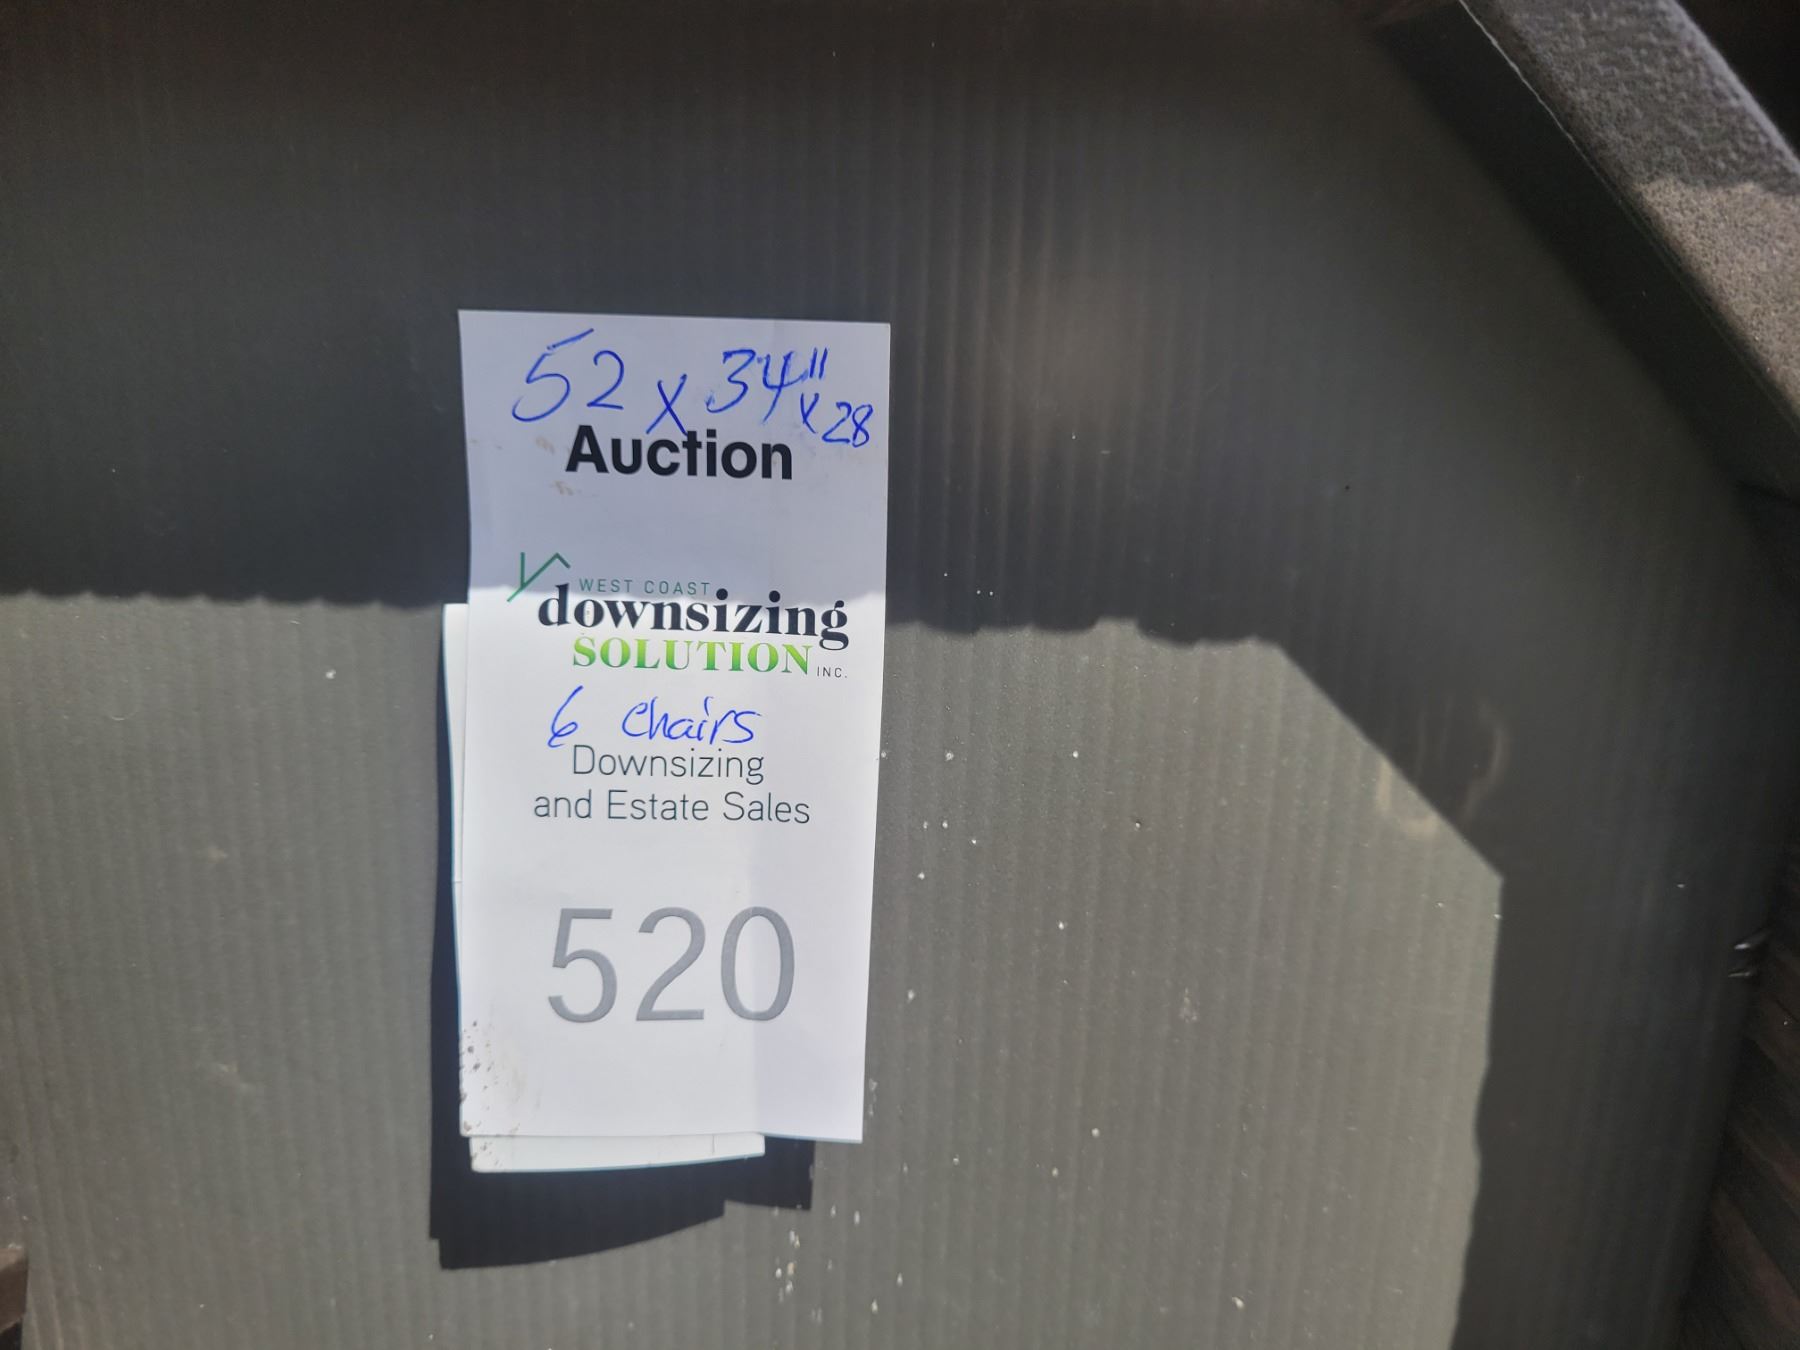 52 x 34" x 28
Auction
WEST COAST
downsizing
SOLUTION INC.
6 chairs
Downsizing
and Estate Sales
520